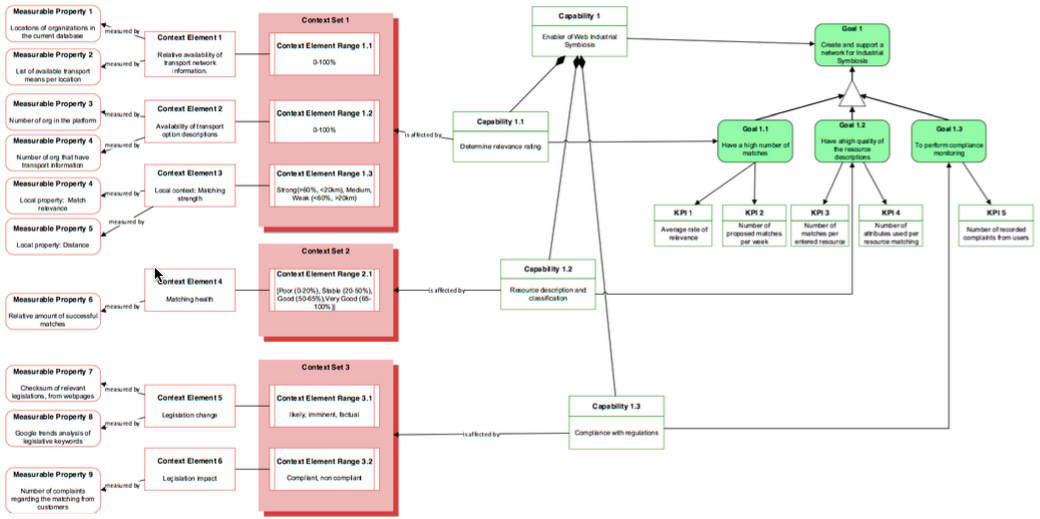 Measurable Property 1
Locations of organizations in
the current database
Measurable Property 2
List of available transport
means per location
Measurable Property 3
Number of org in the platform
Measurable Property 4
Number of org that have
transport information
Measurable Property 4
Local property: Match
relevance
Measurable Property 5
Local property: Distance
Measurable Property 6
Relative amount of successful
matches
Measurable Property 7
Checksum of relevant
legislations, from webpages
Measurable Property 8
Google trends analysis of
legislative keywords
Measurable Property 9
Number of complaints
regarding the matching from
customers
measured by
measured by
measured by
measured by
measured by
measured by
measured by
measured by
measured by
measured by
Context Element 1
Relative availability of
transport network
information.
Context Element 2
Availability of transport
option descriptions
Context Element 3
Local context: Matching
strength
Context Element 4
Matching health
Context Element 5
Legislation change
Context Element 6
Legislation impact
Context Set 1
Context Element Range 1.1
0-100%
Context Element Range 1.2
0-100%
Context Element Range 1.3
Strong(>60%, <20km), Medium,
Weak (<60%, >20km)
Context Set 2
Context Element Range 2.1
[Poor (0-20%), Stable (20-50%),
Good (50-65%),Very Good (65-
100%)]
Context Set 3
Context Element Range 3.1
likely, imminent, factual
Context Element Range 3.2
Compliant, non compliant
is affected by
is affected by
is affected by
Capability 1
Enabler of Web Industrial
Symbiosis
Capability 1.1
Determine relevance rating
Capability 1.2
Resource description and
classification
Capability 1.3
Compliance with regulations
Goal 1
Create and support a
network for Industrial
Symbiosis
Goal 1.1
Have a high number of
matches
Goal 1.2
Have ahigh quality of
the resource
descriptions
Goal 1.3
To perform compliance
monitoring
KPI 1
Average rate of
relevance
KPI 2
Number of
proposed matches
per week
KPI 3
Number of
matches per
entered resource
KPI 4
Number of
attributes used per
resource matching
KPI 5
Number of recorded
complaints from users